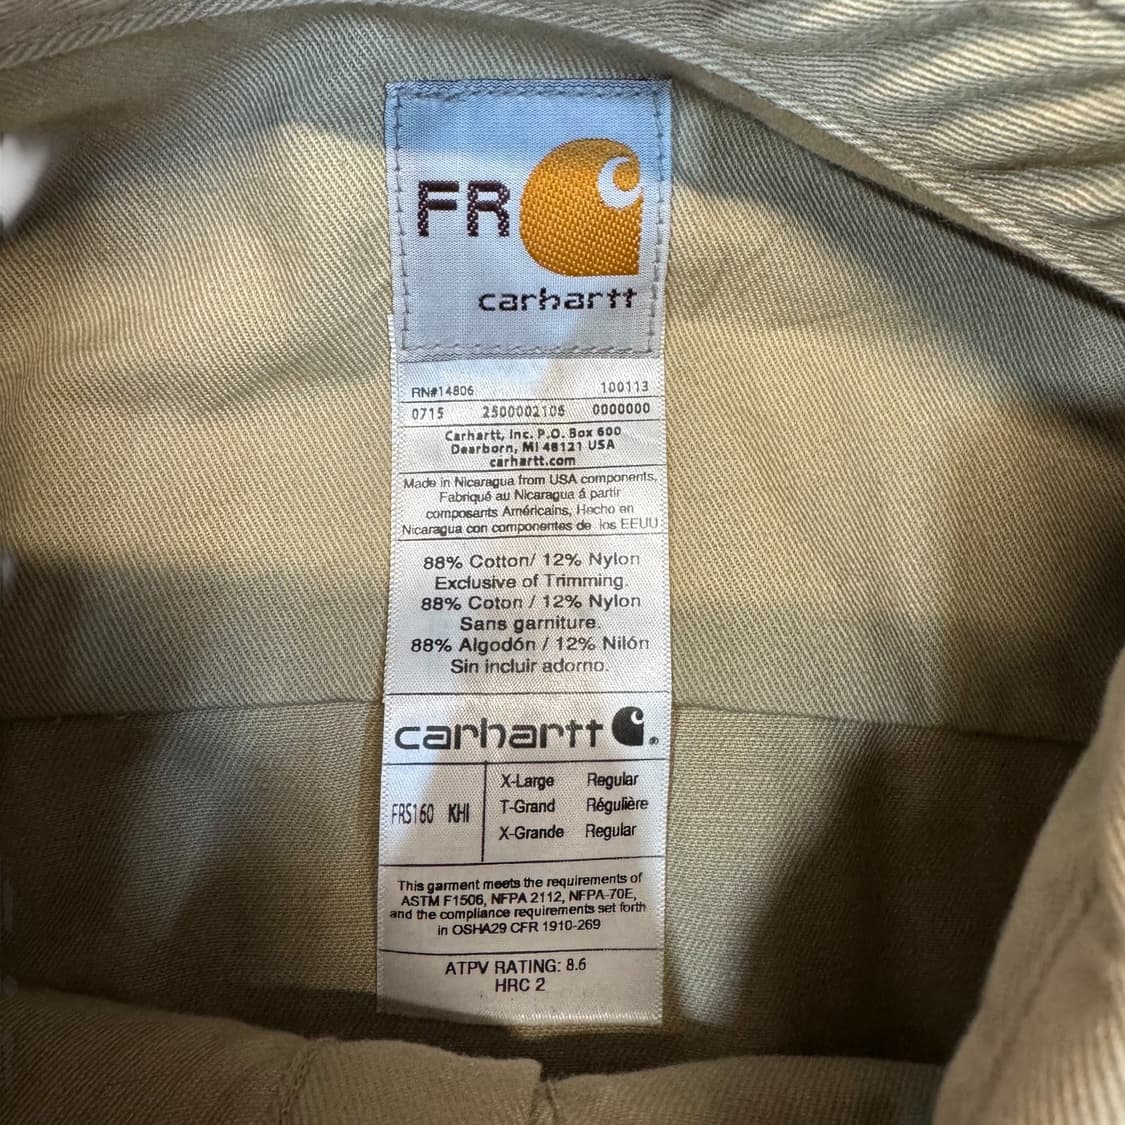 FR
carhartt
RN#14806 100113
0715 2500002106 0000000
Carhartt, Inc. P.O. Box 600
Dearborn, MI 48121 USA
carhartt.com
Made in Nicaragua from USA components,
Fabriqué au Nicaragua á partir
composants Américains, Hecho en
Nicaragua con componentes de los EEUU
88% Cotton/ 12% Nylon
Exclusive of Trimming.
88% Coton / 12% Nylon
Sans garniture.
88% Algodón / 12% Nilón
Sin incluir adorno.
carhartt
FRS160 KHI
X-Large Regular
T-Grand Régulière
X-Grande Regular
This garment meets the requirements of
ASTM F1506, NFPA 2112, NFPA-70E,
and the compliance requirements set forth
in OSHA29 CFR 1910-269
ATPV RATING: 8.6
HRC 2